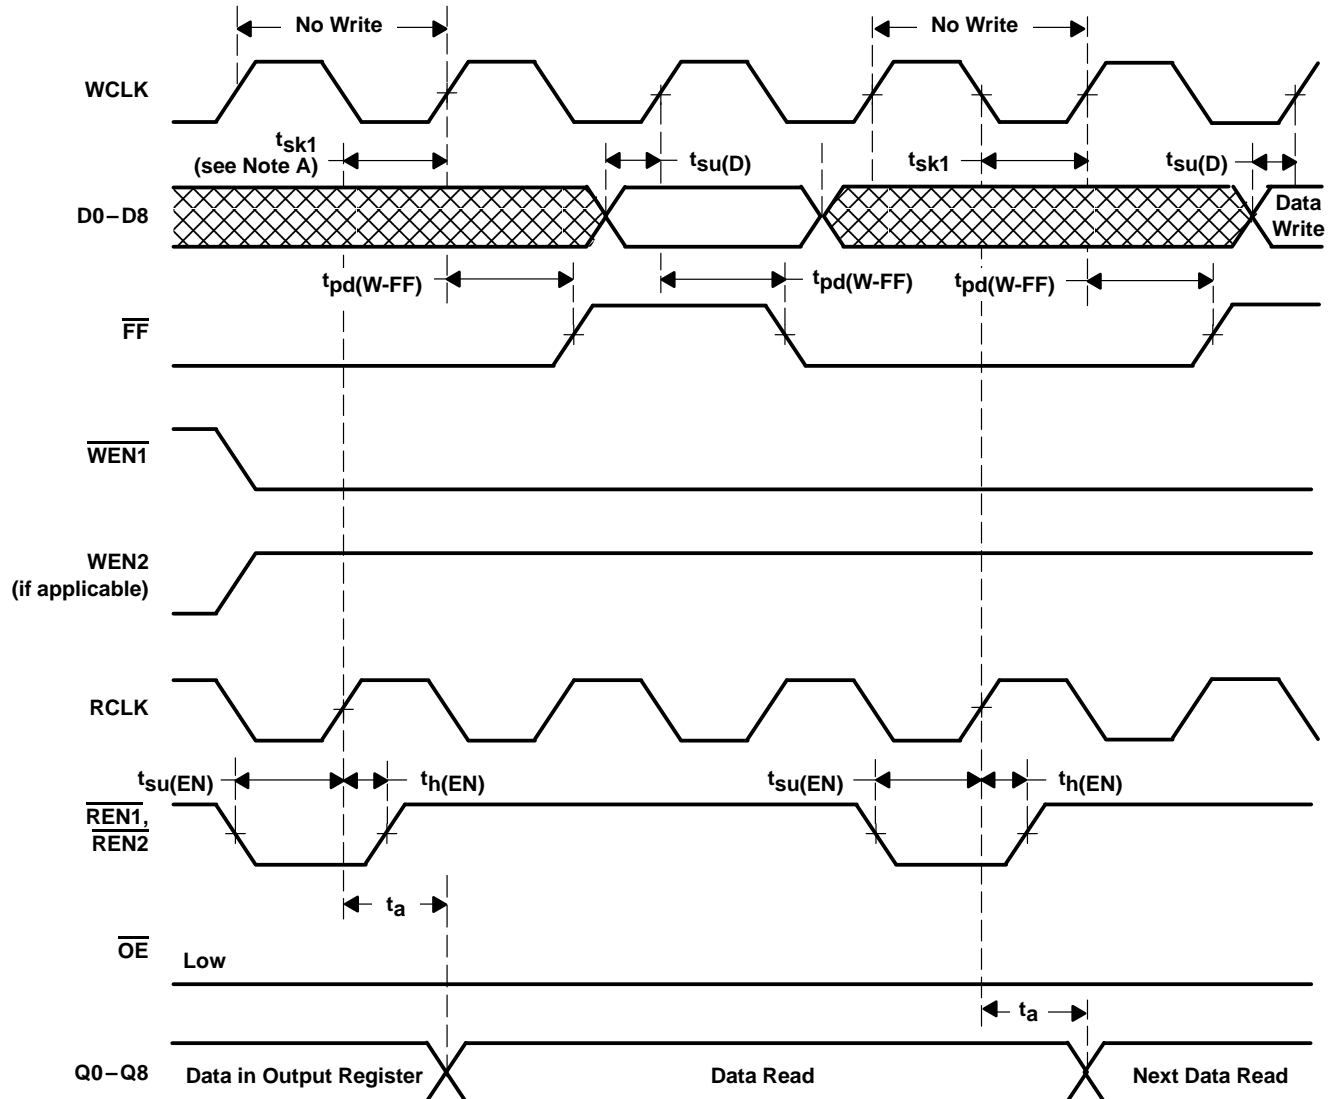 No Write
No Write
WCLK
tsk1
(see Note A)
tsu(D)
tsk1
tsu(D)
D0–D8
Data
Write
tpd(W-FF)
tpd(W-FF)
tpd(W-FF)
FF
WEN1
WEN2
(if applicable)
RCLK
tsu(EN)
th(EN)
tsu(EN)
th(EN)
REN1,
REN2
ta
OE
Low
ta
Q0–Q8
Data in Output Register
Data Read
Next Data Read